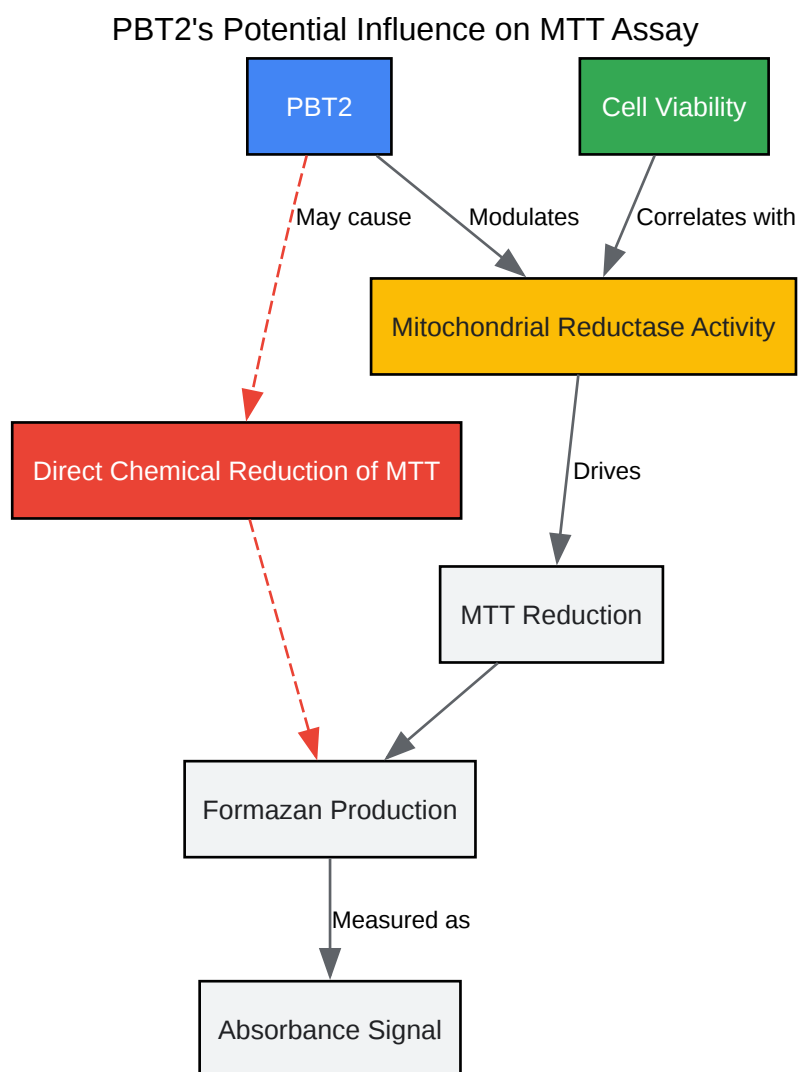 PBT2's Potential Influence on MTT Assay
PBT2
Cell Viability
May cause
Modulates
Correlates with
Mitochondrial Reductase Activity
Direct Chemical Reduction of MTT
Drives
MTT Reduction
Formazan Production
Measured as
Absorbance Signal